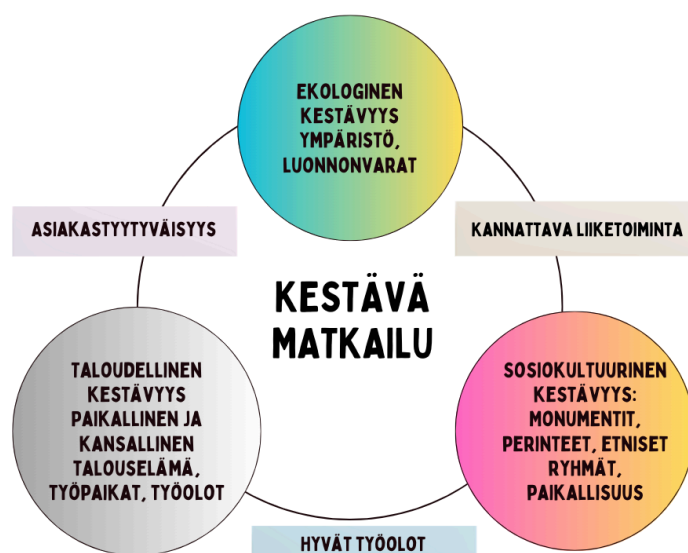 EKOLOGINEN
KESTÄVYYS
YMPÄRISTÖ,
LUONNONVARAT
ASIAKASTYYTYVÄISYYS
KANNATTAVA LIIKETOIMINTA
KESTÄVÄ
MATKAILU
TALOUDELLINEN
KESTÄVYYS
PAIKALLINEN JA
KANSALLINEN
TALOUSELÄMÄ,
TYÖPAIKAT, TYÖOLOT
SOSIOKULTUURINEN
KESTÄVYYS:
MONUMENTIT,
PERINTEET, ETNISET
RYHMÄT,
PAIKALLISUUS
HYVÄT TYÖOLOT